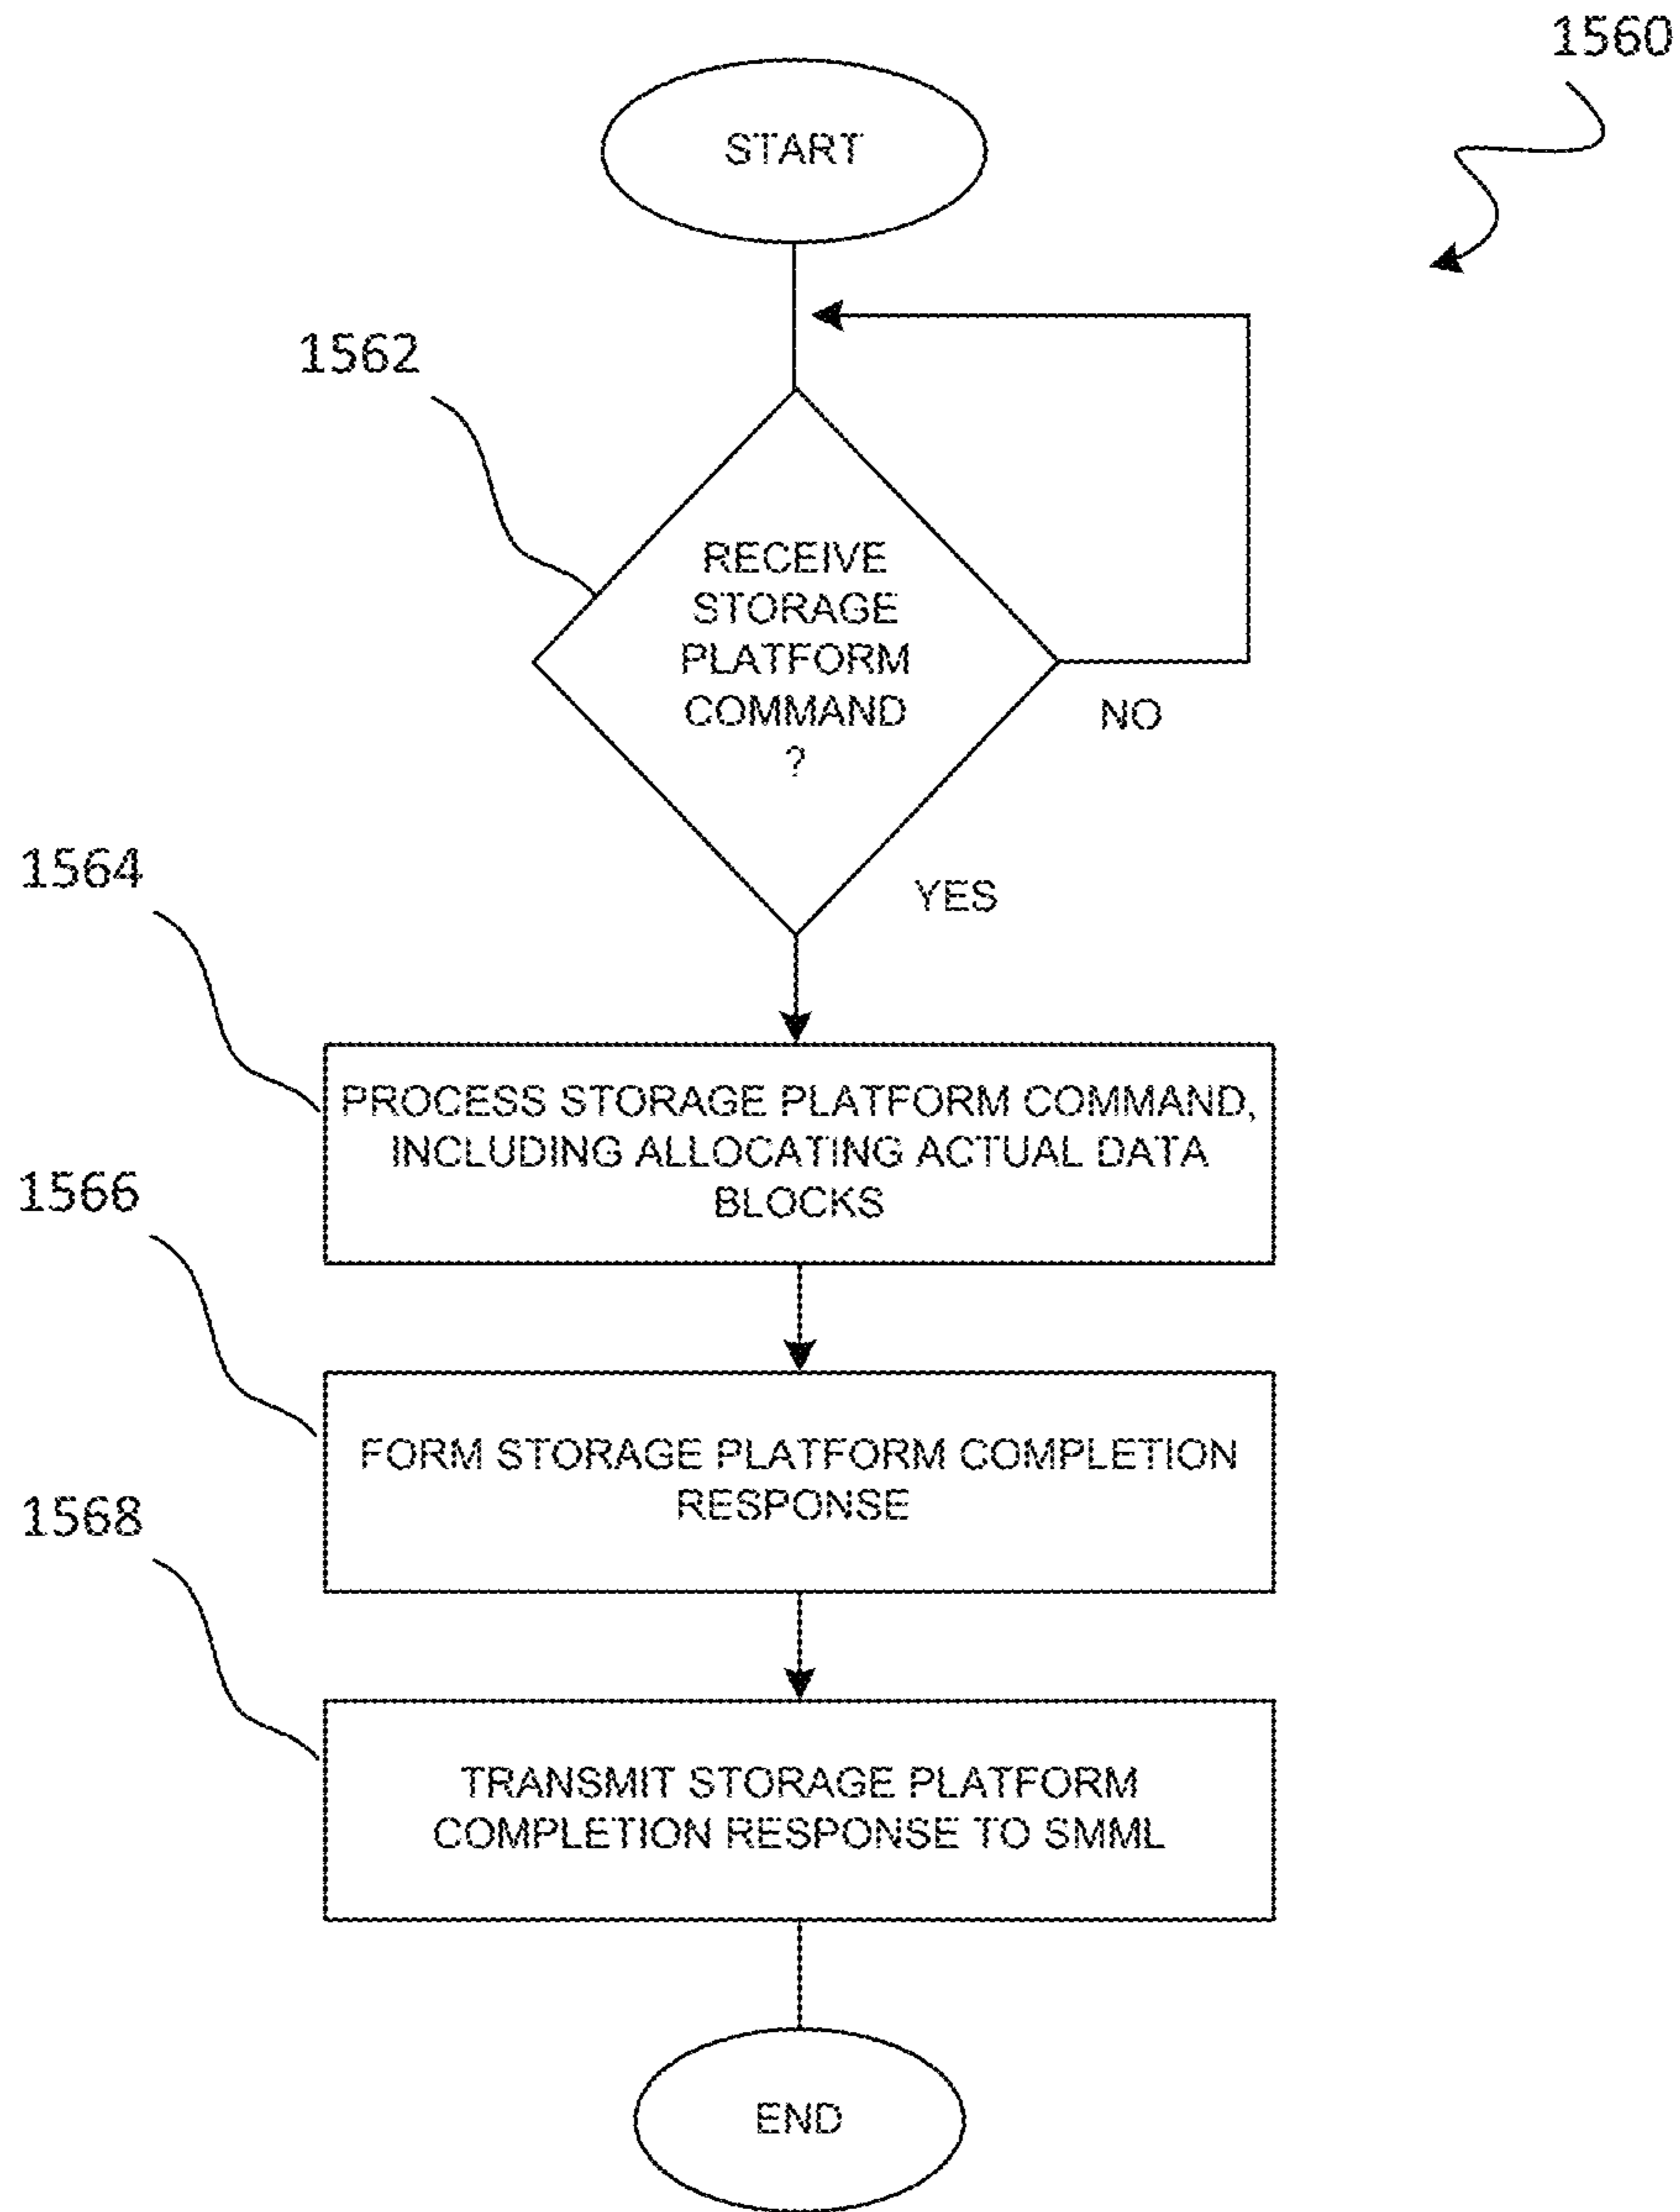 1560
START
1562
RECEIVE
STORAGE
PLATFORM
COMMAND
?
NO
YES
1564
PROCESS STORAGE PLATFORM COMMAND,
INCLUDING ALLOCATING ACTUAL DATA
BLOCKS
1566
FORM STORAGE PLATFORM COMPLETION
RESPONSE
1568
TRANSMIT STORAGE PLATFORM
COMPLETION RESPONSE TO SMML
END